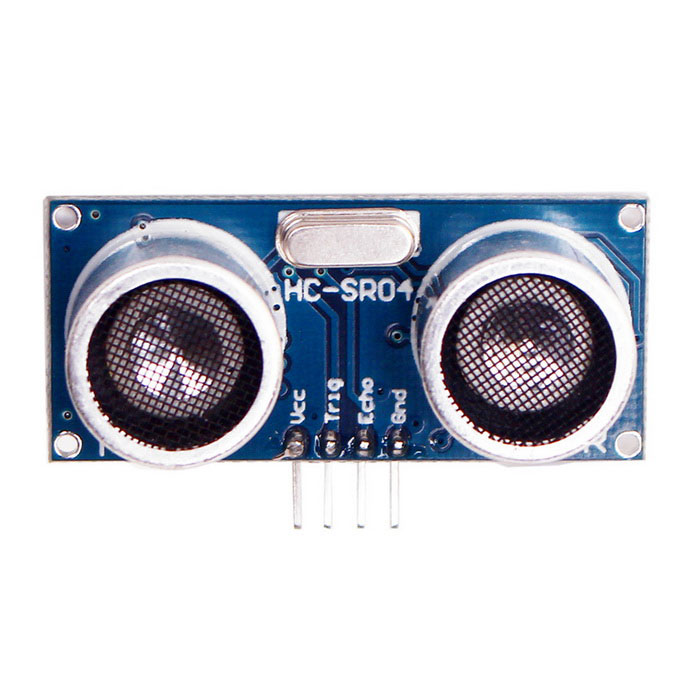 HC-SR04
Vcc
Trig
Echo
Gnd
R